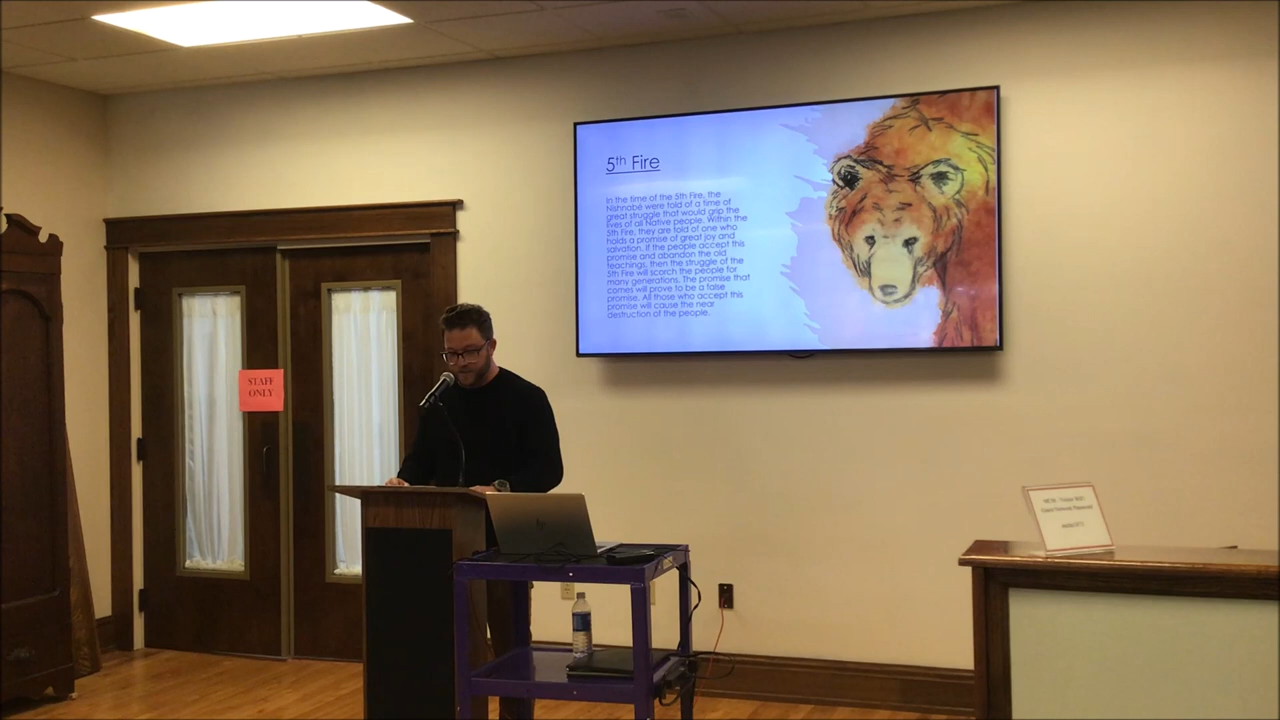 5th Fire
In the time of the 5th Fire, the
Nishnabé were told of a time of
great struggle that would grip the
lives of all Native people. Within the
5th Fire, they are told of one who
holds a promise of great joy and
salvation. If the people accept this
promise and abandon the old
teachings, then the struggle of the
5th Fire will scorch the people for
many generations. The promise that
comes will prove to be a false
promise. All those who accept this
promise will cause the near
destruction of the people.
STAFF
ONLY